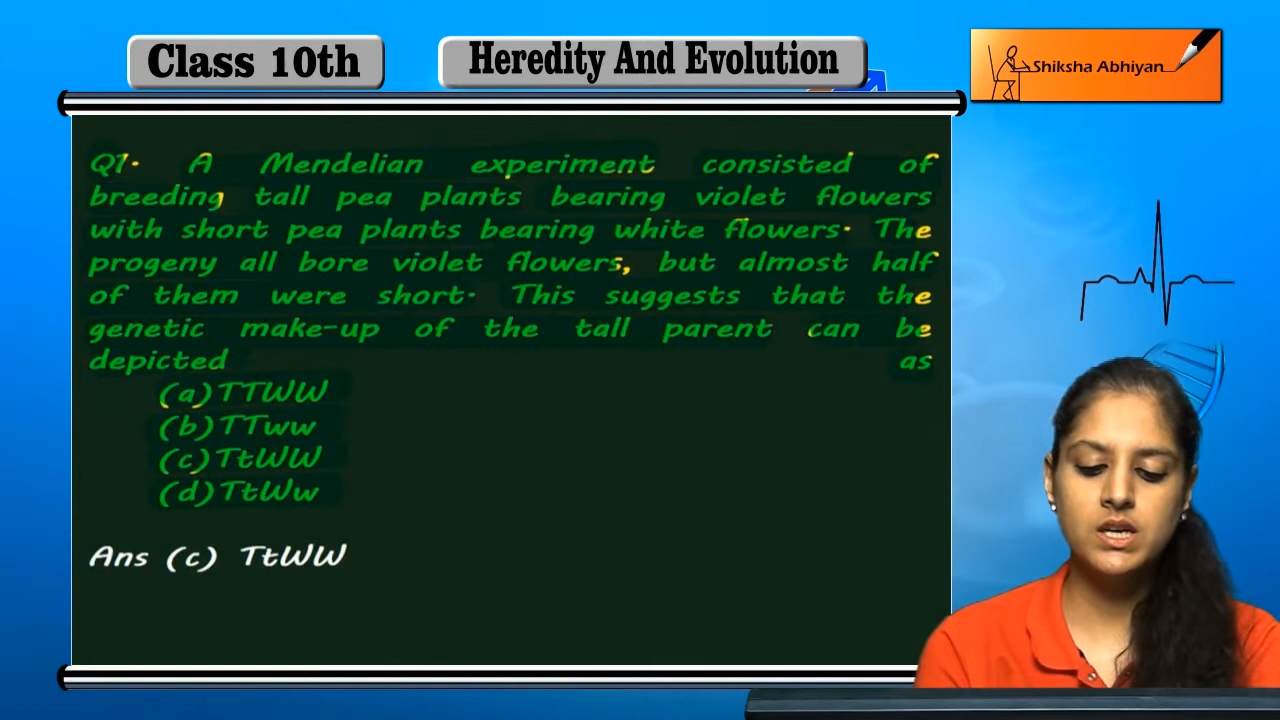 Class 10th
Heredity And Evolution
Shiksha Abhiyan
Q1. A Mendelian experiment consisted of
breeding tall pea plants bearing violet flowers
with short pea plants bearing white flowers. The
progeny all bore violet flowers, but almost half
of them were short. This suggests that the
genetic make-up of the tall parent can be
depicted as
(a) TTWW
(b) TTww
(c) TtWW
(d) TtWw
Ans (c) TtWW